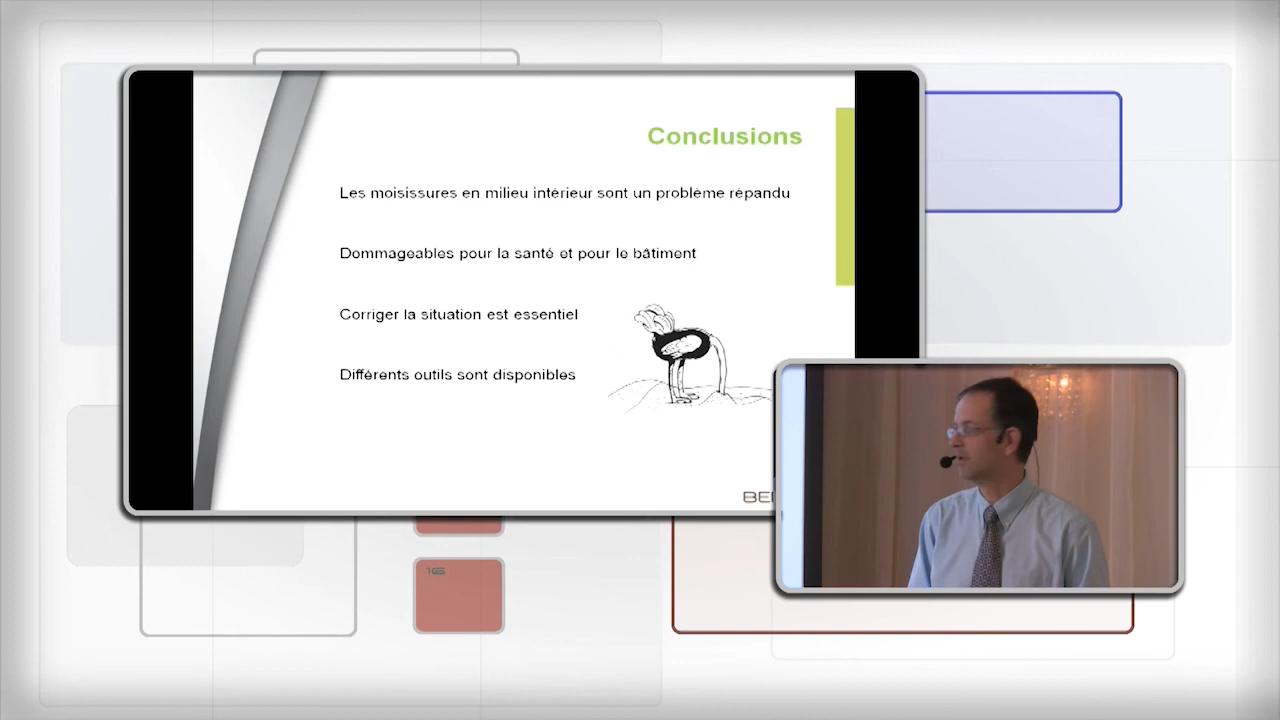 Conclusions
Les moisissures en milieu intérieur sont un problème répandu
Dommageables pour la santé et pour le bâtiment
Corriger la situation est essentiel
Différents outils sont disponibles
16